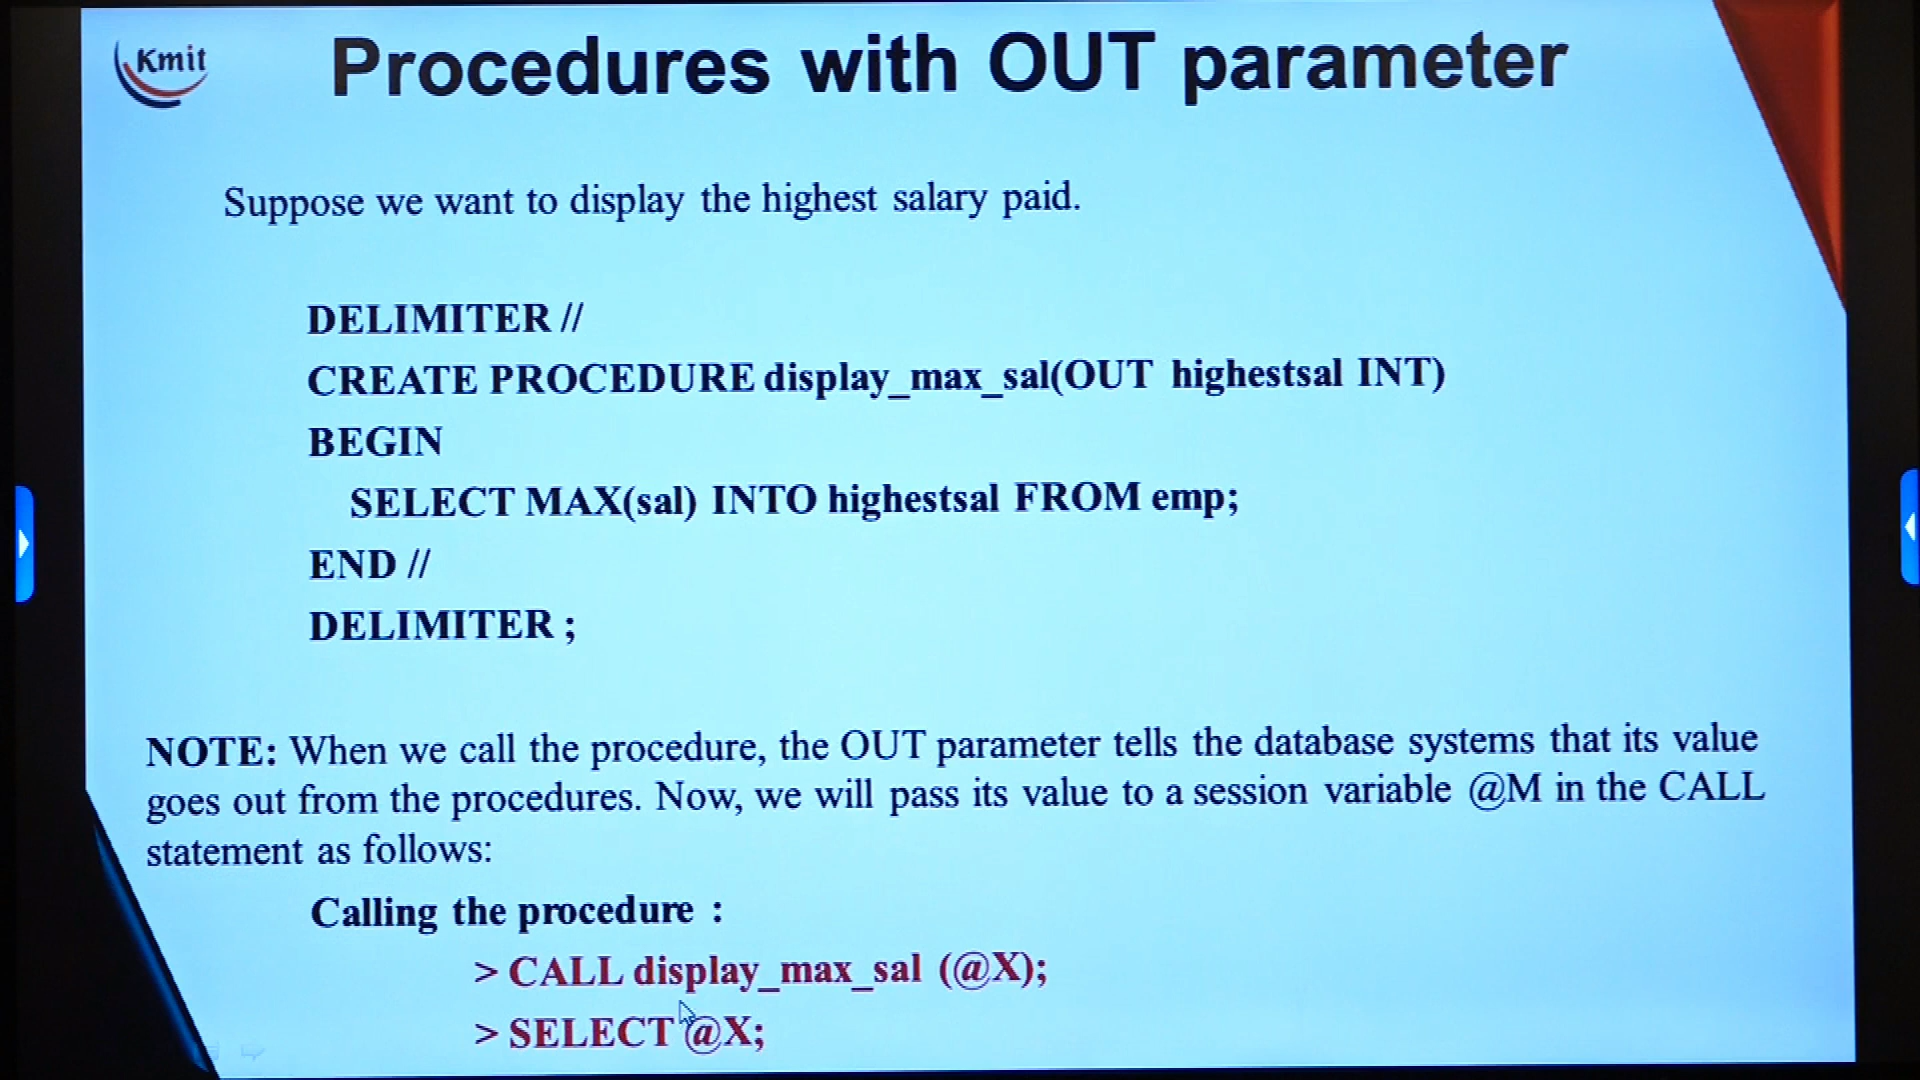 Kmit
Procedures with OUT parameter
Suppose we want to display the highest salary paid.
DELIMITER //
CREATE PROCEDURE display_max_sal(OUT highestsal INT)
BEGIN
SELECT MAX(sal) INTO highestsal FROM emp;
END //
DELIMITER ;
NOTE: When we call the procedure, the OUT parameter tells the database systems that its value
goes out from the procedures. Now, we will pass its value to a session variable @M in the CALL
statement as follows:
Calling the procedure :
> CALL display_max_sal (@X);
> SELECT @X;